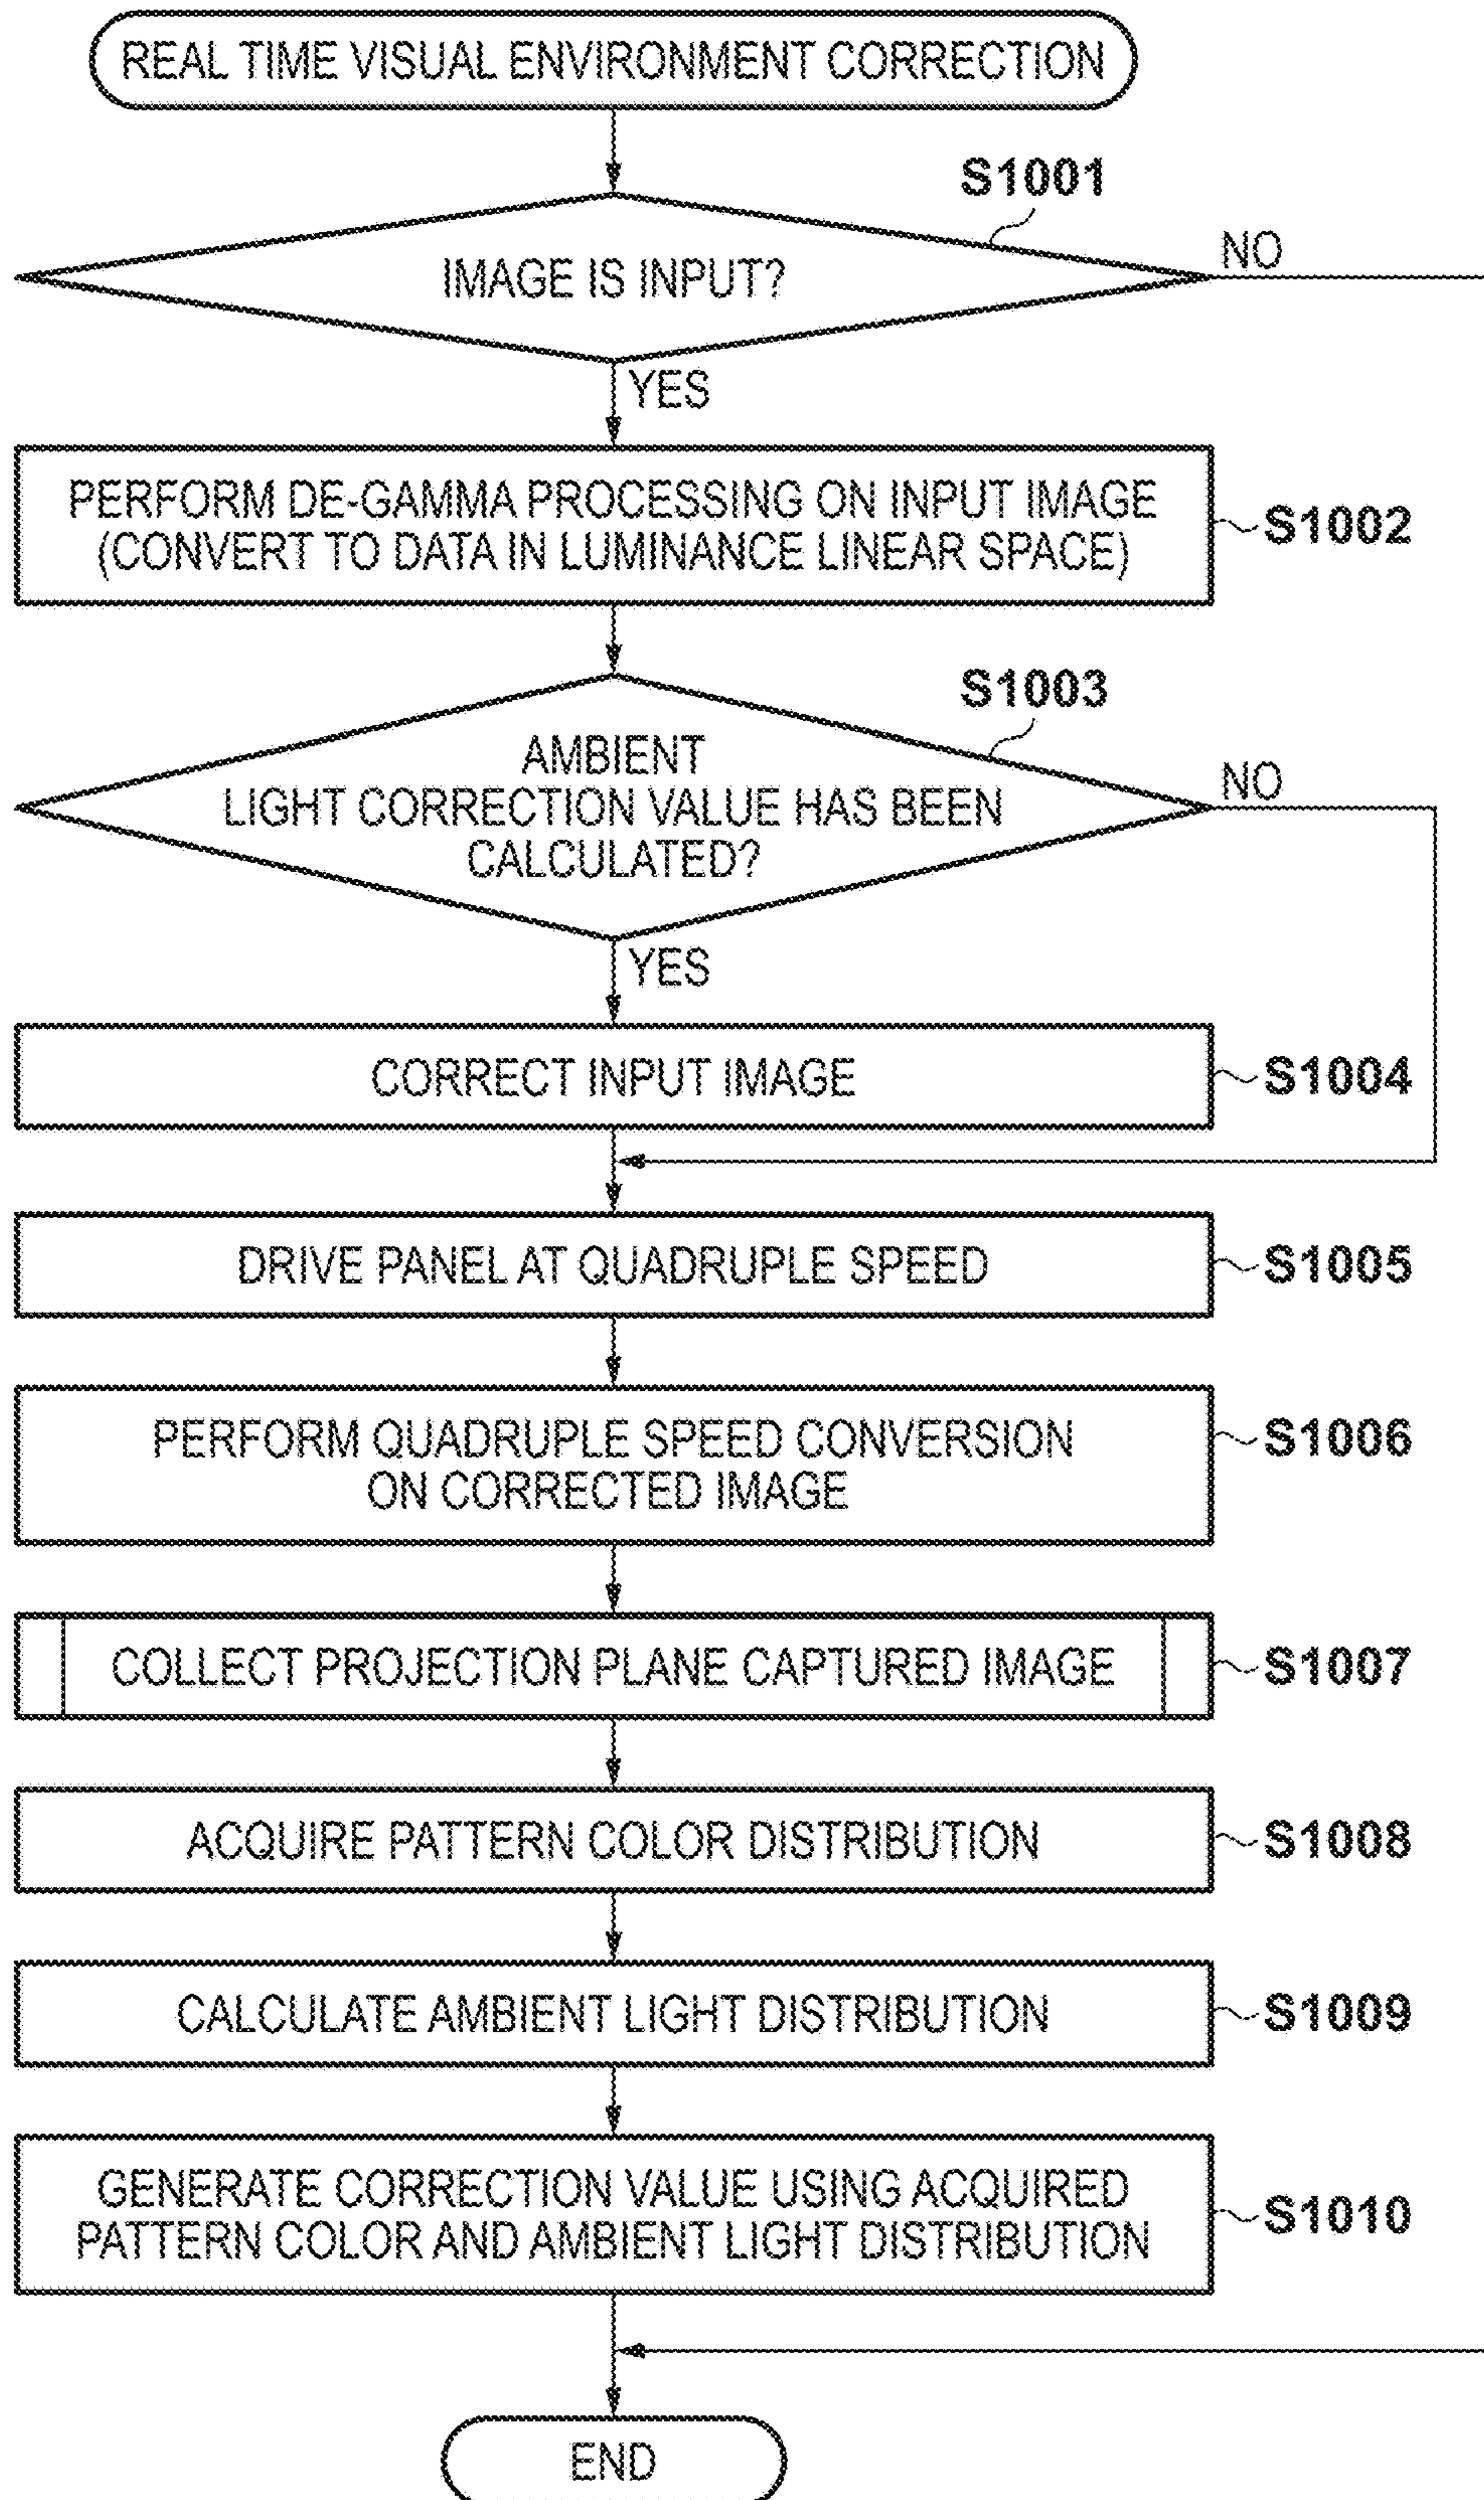 REAL TIME VISUAL ENVIRONMENT CORRECTION
S1001
IMAGE IS INPUT?
NO
YES
PERFORM DE-GAMMA PROCESSING ON INPUT IMAGE
(CONVERT TO DATA IN LUMINANCE LINEAR SPACE)
S1002
S1003
AMBIENT
LIGHT CORRECTION VALUE HAS BEEN
CALCULATED?
NO
YES
CORRECT INPUT IMAGE
S1004
DRIVE PANEL AT QUADRUPLE SPEED
S1005
PERFORM QUADRUPLE SPEED CONVERSION
ON CORRECTED IMAGE
S1006
COLLECT PROJECTION PLANE CAPTURED IMAGE
S1007
ACQUIRE PATTERN COLOR DISTRIBUTION
S1008
CALCULATE AMBIENT LIGHT DISTRIBUTION
S1009
GENERATE CORRECTION VALUE USING ACQUIRED
PATTERN COLOR AND AMBIENT LIGHT DISTRIBUTION
S1010
END